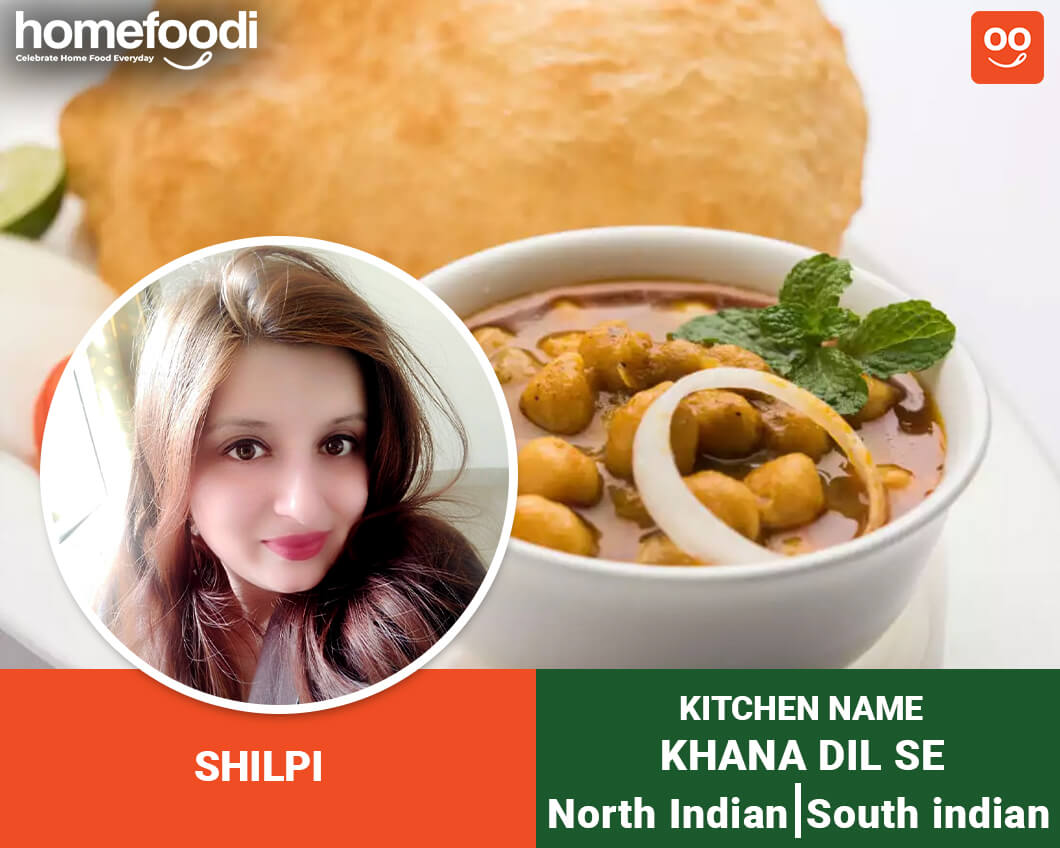 homefoodi
Celebrate Home Food Everyday
SHILPI
KITCHEN NAME
KHANA DIL SE
North Indian|South indian